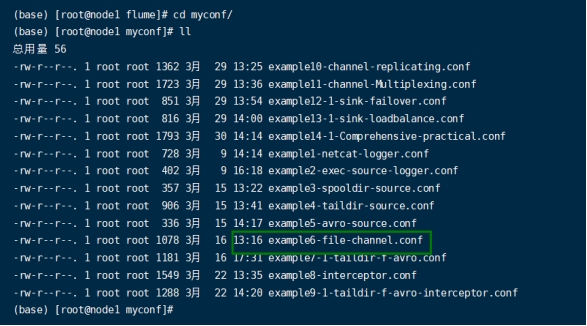 (base) [root@node1 flume]# cd myconf/
(base) [root@node1 myconf]# ll
总用量 56
-rw-r--r--. 1 root root 1362 3月  29 13:25 example10-channel-replicating.conf
-rw-r--r--. 1 root root 1723 3月  29 13:36 example11-channel-Multiplexing.conf
-rw-r--r--. 1 root root  851 3月  29 13:54 example12-1-sink-failover.conf
-rw-r--r--. 1 root root  816 3月  29 14:00 example13-1-sink-loadbalance.conf
-rw-r--r--. 1 root root 1793 3月  30 14:14 example14-1-Comprehensive-practical.conf
-rw-r--r--. 1 root root  728 3月   9 14:14 example1-netcat-logger.conf
-rw-r--r--. 1 root root  402 3月   9 16:18 example2-exec-source-logger.conf
-rw-r--r--. 1 root root  357 3月  15 13:22 example3-spooldir-source.conf
-rw-r--r--. 1 root root  906 3月  15 13:41 example4-taildir-source.conf
-rw-r--r--. 1 root root  336 3月  15 14:17 example5-avro-source.conf
-rw-r--r--. 1 root root 1078 3月  16 13:16 example6-file-channel.conf
-rw-r--r--. 1 root root 1181 3月  16 17:31 example7-1-taildir-f-avro.conf
-rw-r--r--. 1 root root 1549 3月  22 13:35 example8-interceptor.conf
-rw-r--r--. 1 root root 1288 3月  22 14:20 example9-1-taildir-f-avro-interceptor.conf
(base) [root@node1 myconf]#